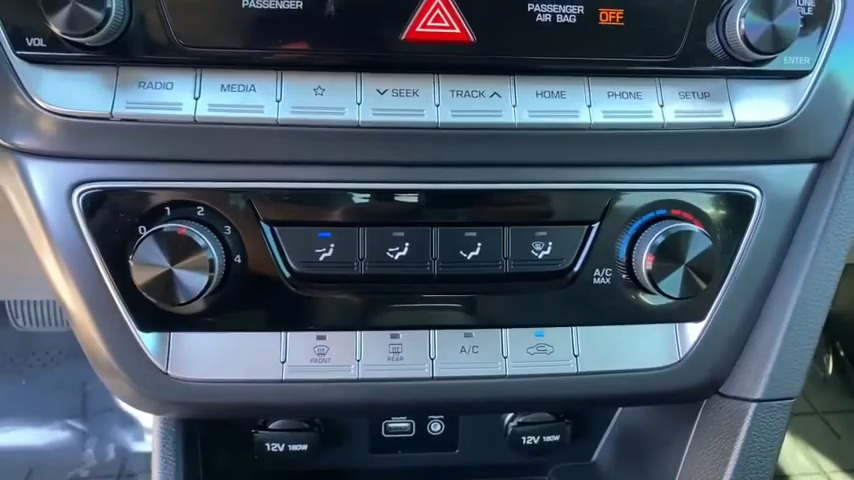 PASSENGER
PASSENGER
AIR BAG OFF
VOL
TUNE
FILE
ENTER
RADIO MEDIA ☆ ∨ SEEK TRACK ∧ HOME PHONE SETUP
0 1 2 3 4
A/C
MAX
FRONT REAR A/C
12V 180W
12V 180W